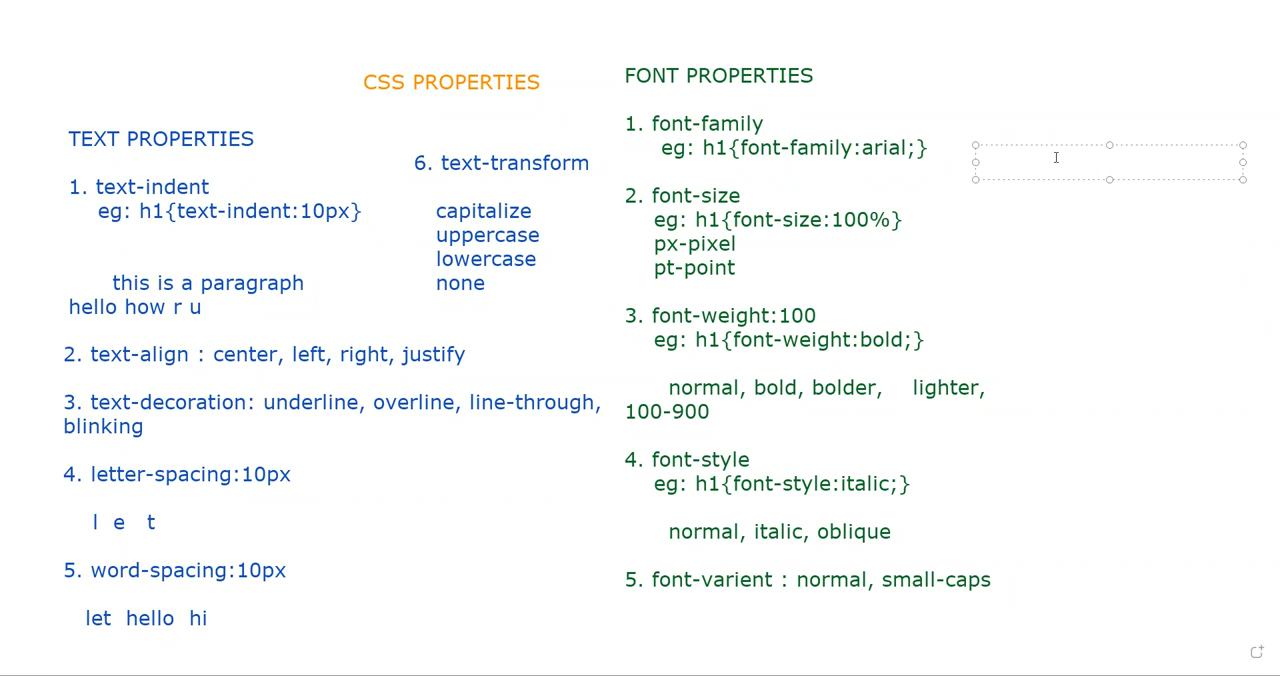 CSS PROPERTIES
TEXT PROPERTIES
1. text-indent
eg: h1{text-indent:10px}
this is a paragraph
hello how r u
2. text-align : center, left, right, justify
3. text-decoration: underline, overline, line-through,
blinking
4. letter-spacing:10px
l e t
5. word-spacing:10px
let hello hi
6. text-transform
capitalize
uppercase
lowercase
none
FONT PROPERTIES
1. font-family
eg: h1{font-family:arial;}
2. font-size
eg: h1{font-size:100%}
px-pixel
pt-point
3. font-weight:100
eg: h1{font-weight:bold;}
normal, bold, bolder, lighter,
100-900
4. font-style
eg: h1{font-style:italic;}
normal, italic, oblique
5. font-varient : normal, small-caps